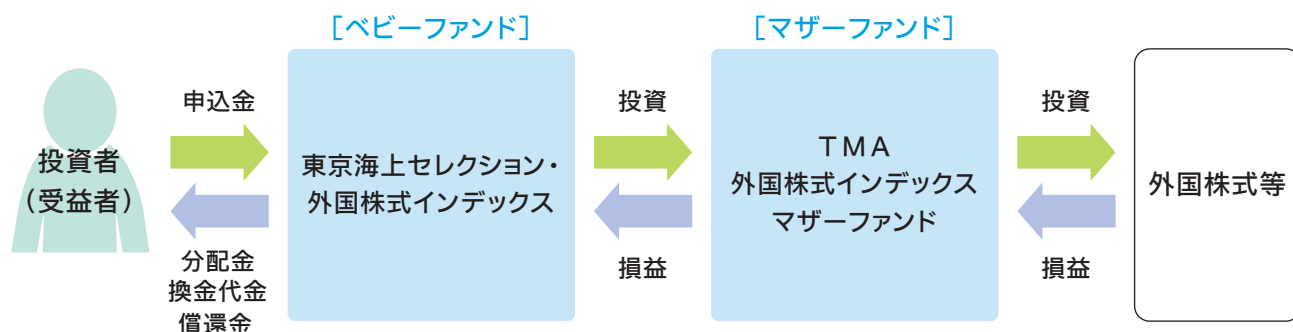 ［ベビーファンド］
［マザーファンド］
申込金
投資
投資
投資者
（受益者）
東京海上セレクション・
外国株式インデックス
ＴＭＡ
外国株式インデックス
マザーファンド
外国株式等
分配金
換金代金
償還金
損益
損益